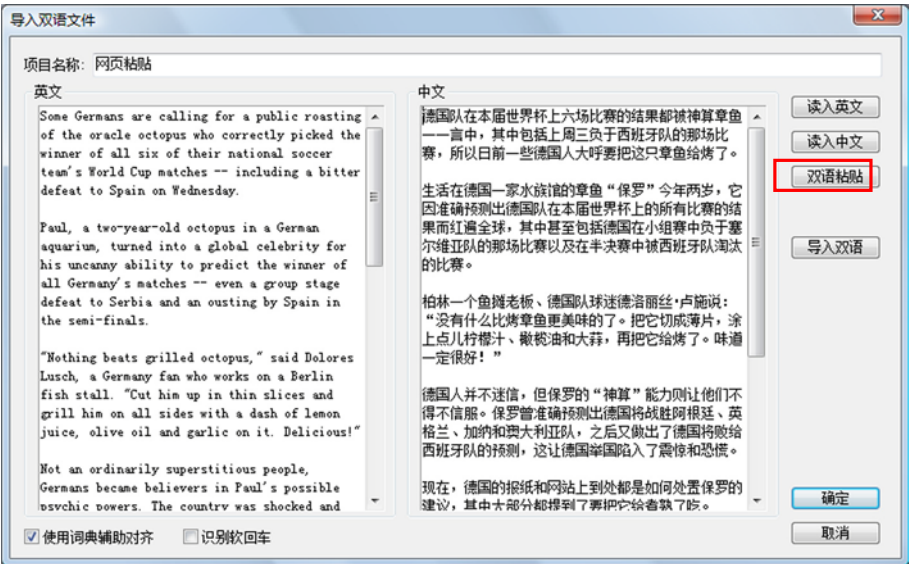 导入双语文件
项目名称: 网页粘贴
英文
Some Germans are calling for a public roasting
of the oracle octopus who correctly picked the
winner of all six of their national soccer
team's World Cup matches -- including a bitter
defeat to Spain on Wednesday.
Paul, a two-year-old octopus in a German
aquarium, turned into a global celebrity for
his uncanny ability to predict the winner of
all Germany's matches -- even a group stage
defeat to Serbia and an ousting by Spain in
the semi-finals.
"Nothing beats grilled octopus," said Dolores
Lusch, a Germany fan who works on a Berlin
fish stall. "Cut him up in thin slices and
grill him on all sides with a dash of lemon
juice, olive oil and garlic on it. Delicious!"
Not an ordinarily superstitious people,
Germans became believers in Paul's possible
psychic powers. The country was shocked and
中文
德国队在本届世界杯上六场比赛的结果都被神算章鱼
一一言中，其中包括上周三负于西班牙队的那场比
赛，所以日前一些德国人大呼要把这只章鱼给烤了。
生活在德国一家水族馆的章鱼“保罗”今年两岁，它
因准确预测出德国队在本届世界杯上的所有比赛的结
果而红遍全球，其中甚至包括德国在小组赛中负于塞
尔维亚队的那场比赛以及在半决赛中被西班牙队淘汰
的比赛。
柏林一个鱼摊老板、德国队球迷德洛丽丝·卢施说：
“没有什么比烤章鱼更美味的了。把它切成薄片，涂
上点儿柠檬汁、橄榄油和大蒜，再把它给烤了。味道
一定很好！”
德国人并不迷信，但保罗的“神算”能力则让他们不
得不信服。保罗曾准确预测出德国将战胜阿根廷、英
格兰、加纳和澳大利亚队，之后又做出了德国将败给
西班牙队的预测，这让德国举国陷入了震惊和恐慌。
现在，德国的报纸和网站上到处都是如何处置保罗的
建议，其中大部分都提到了要把它给煮熟了吃。
读入英文
读入中文
双语粘贴
导入双语
确定
取消
使用词典辅助对齐
识别软回车